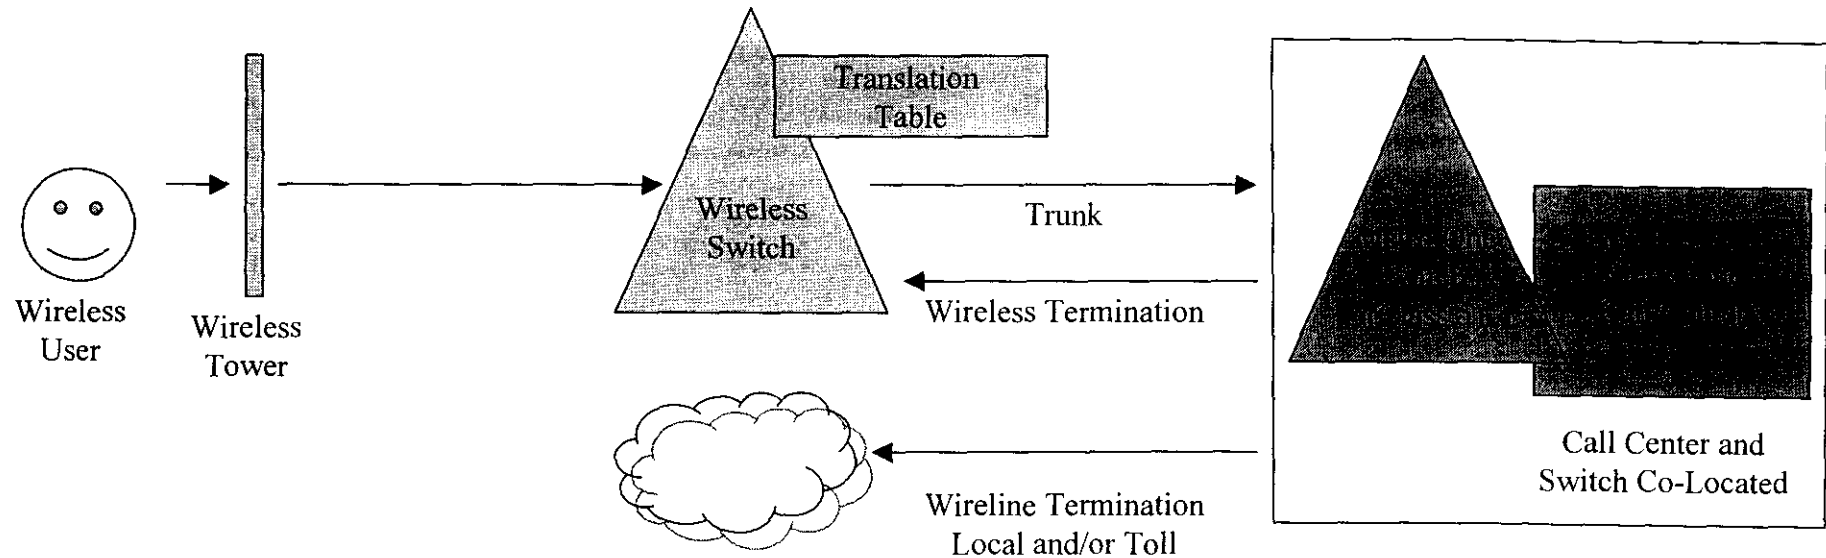 Translation
Table
Wireless
Switch
Trunk
Wireless
User
Wireless
Tower
Wireless Termination
Wireline Termination
Local and/or Toll
Call Center and
Switch Co-Located